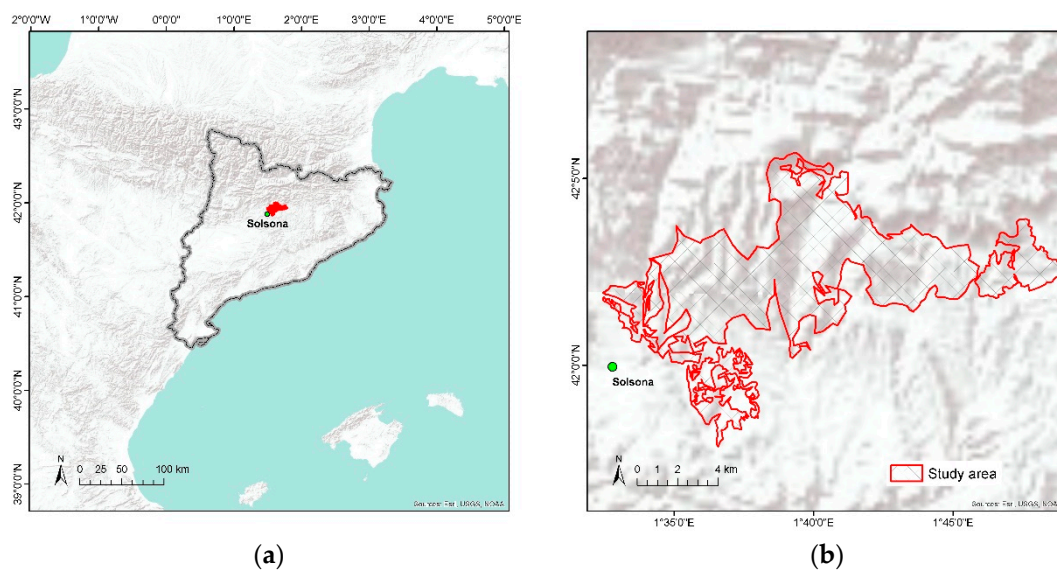 2°0'0"W 1°0'0"W 0°0'0" 1°0'0"E 2°0'0"E 3°0'0"E 4°0'0"E 5°0'0"E
43°0'0"N
42°0'0"N
41°0'0"N
40°0'0"N
39°0'0"N
Solsona
N
0 25 50 100 km
Sources: Esri, USGS, NOAA
(a)
42°5'0"N
42°0'0"N
Solsona
N
0 1 2 4 km
Study area
Sources: Esri, USGS, NOAA
1°35'0"E 1°40'0"E 1°45'0"E
(b)